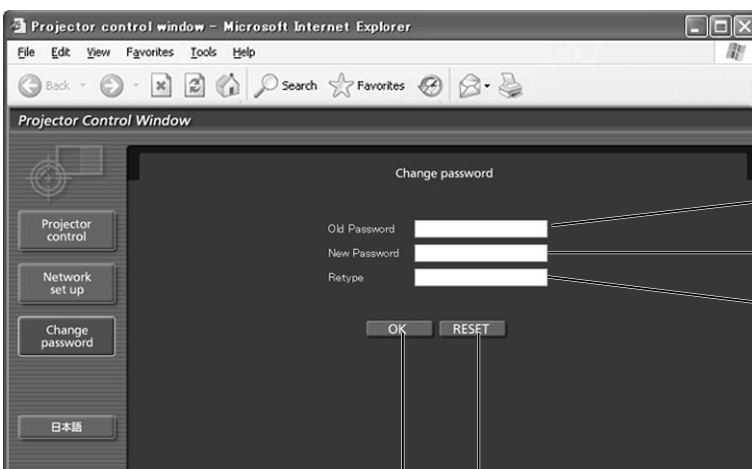 Projector control window - Microsoft Internet Explorer
File Edit View Favorites Tools Help
Back Search Favorites
Projector Control Window
Change password
Projector
control
Old Password
New Password
Retype
Network
set up
Change
password
OK RESET
日本語